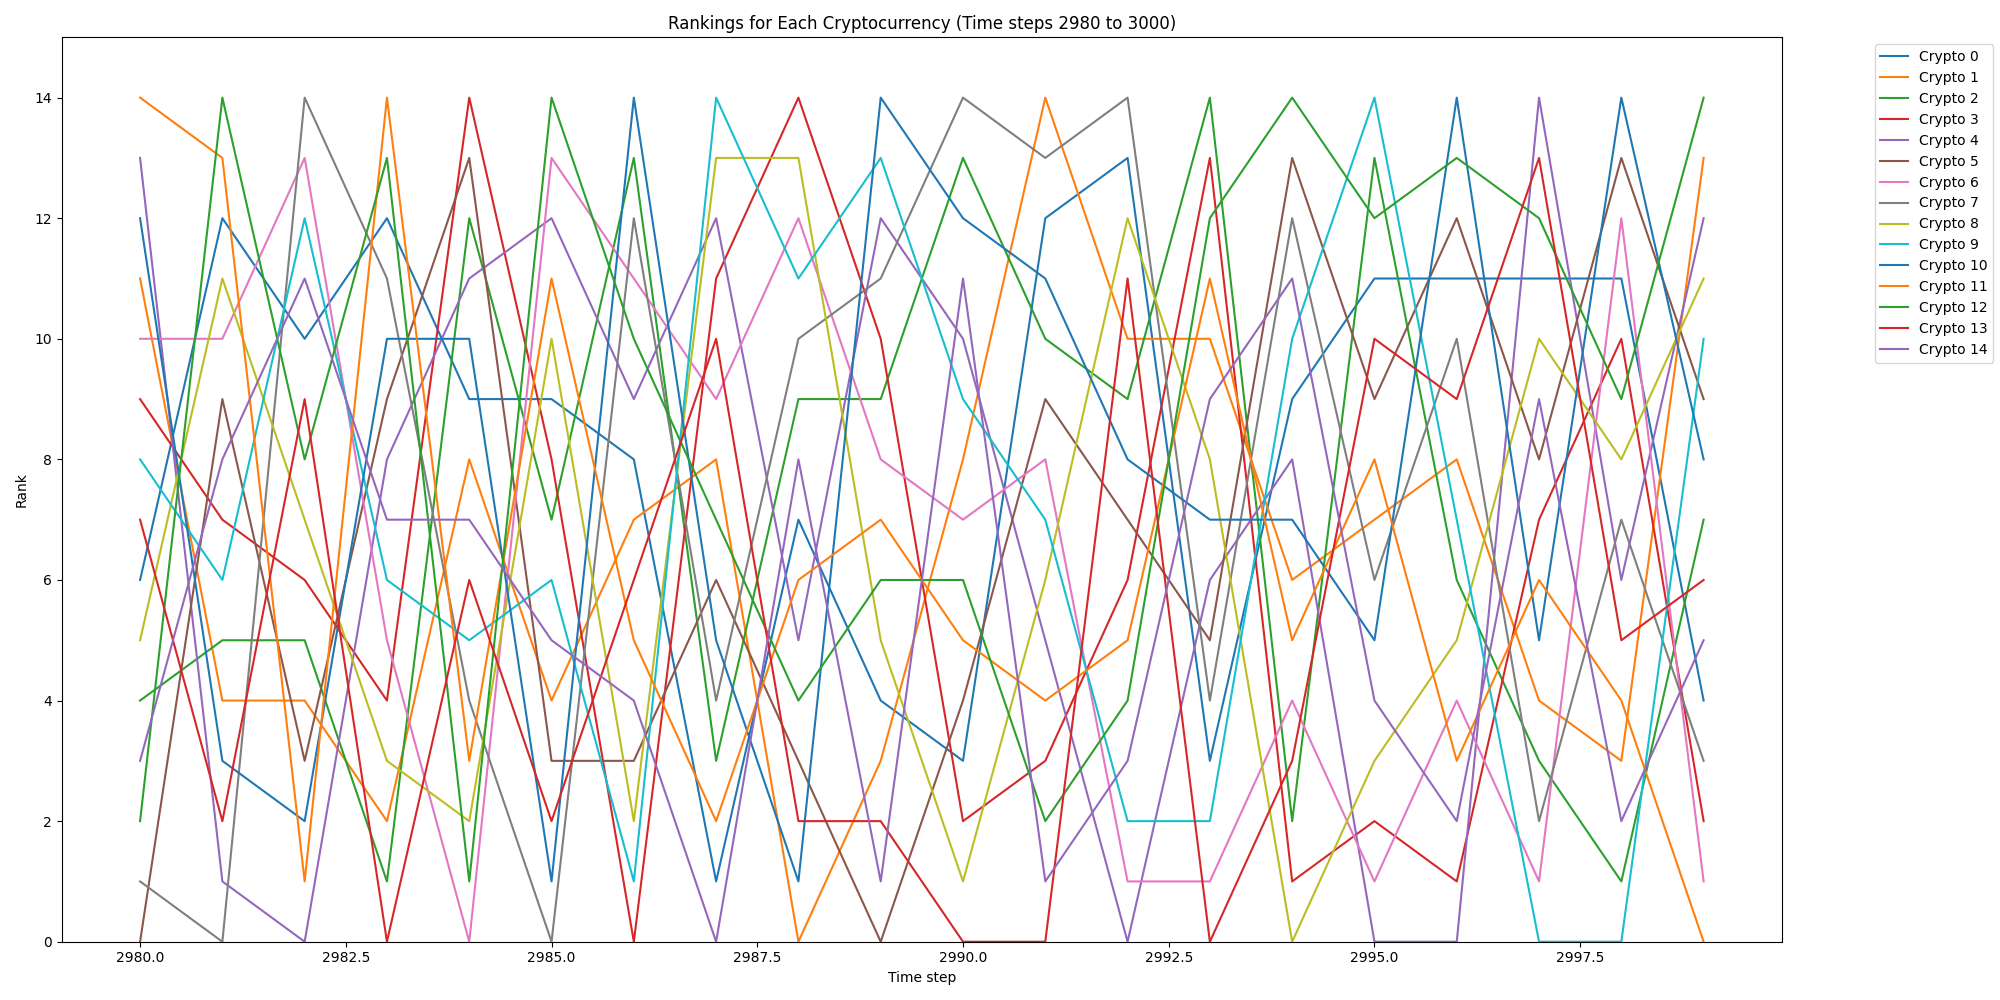 Rankings for Each Cryptocurrency (Time steps 2980 to 3000)
Rank
14
12
10
8
6
4
2
0
2980.0 2982.5 2985.0 2987.5 2990.0 2992.5 2995.0 2997.5
Time step
Crypto 0
Crypto 1
Crypto 2
Crypto 3
Crypto 4
Crypto 5
Crypto 6
Crypto 7
Crypto 8
Crypto 9
Crypto 10
Crypto 11
Crypto 12
Crypto 13
Crypto 14